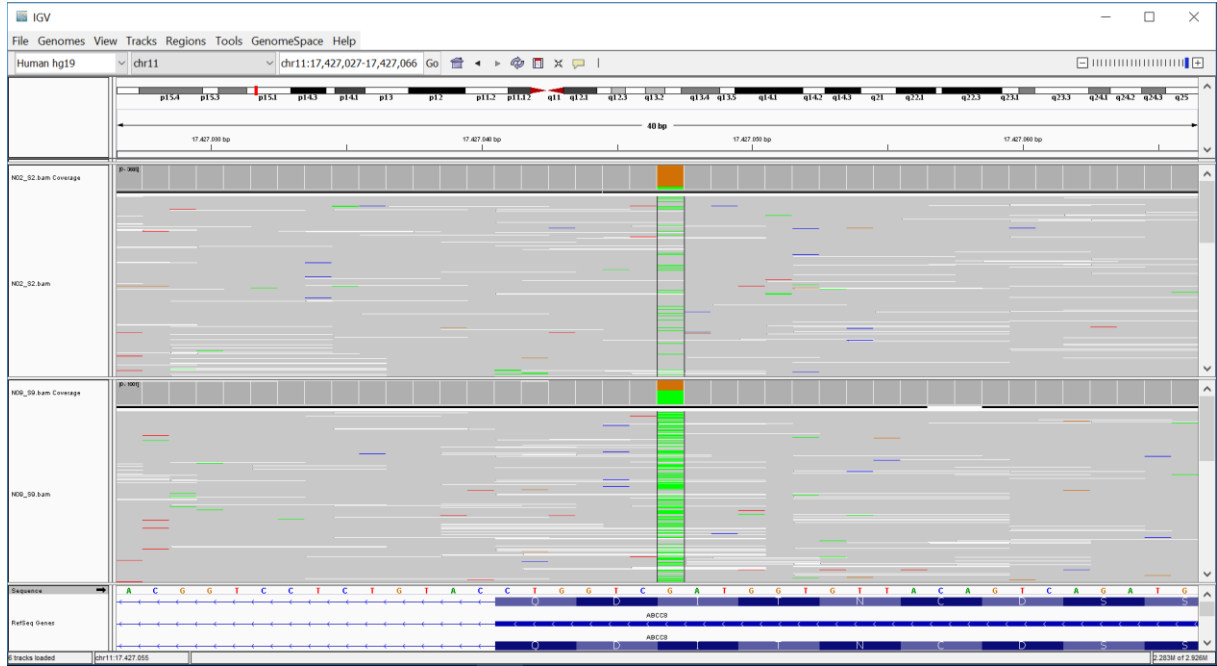 IGV
File Genomes View Tracks Regions Tools GenomeSpace Help
Human hg19 chr11 chr11:17,427,027-17,427,066 Go
p15.4 p15.3 p15.1 p14.3 p14.1 p13 p12 p11.2 p11.12 q11 q12.1 q12.3 q13.2 q13.4 q13.5 q14.1 q14.2 q14.3 q21 q22.1 q22.3 q23.1 q23.3 q24.1 q24.2 q24.3 q25
40 bp
17,427,030 bp 17,427,040 bp 17,427,050 bp 17,427,060 bp
N02_S2.bam Coverage
N02_S2.bam
N09_S9.bam Coverage
N09_S9.bam
Sequence A C G G T C C T C T G T A C C T G G T C G A T G G T G T T A C A G T C A G A T G
Q D I T N C D S S
RefSeq Genes ABCC8
ABCC8
Q D I T N C D S S
6 tracks loaded chr11:17,427,055